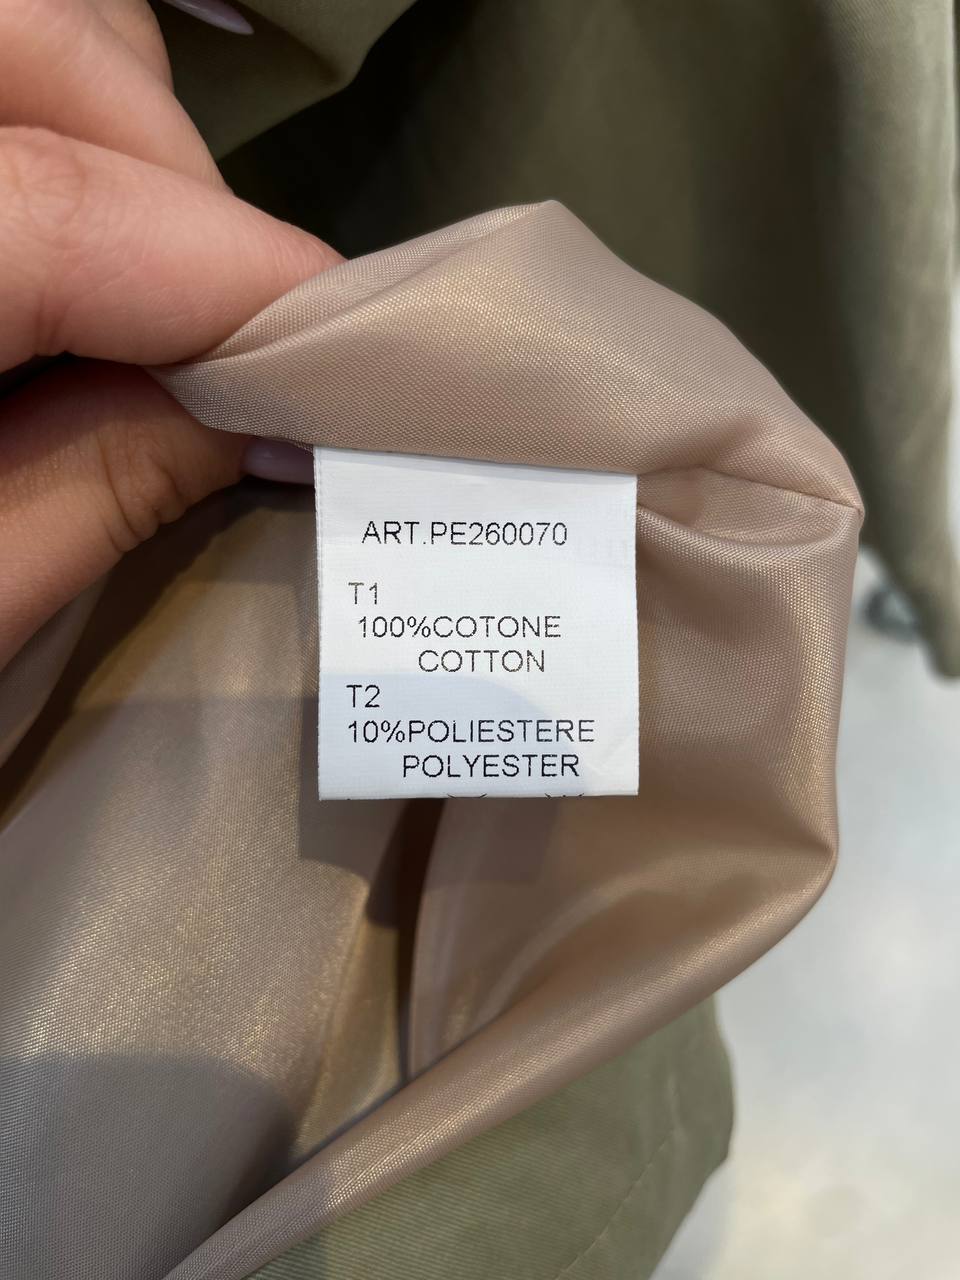 ART.PE260070
T1
100%COTONE
COTTON
T2
10%POLIESTERE
POLYESTER